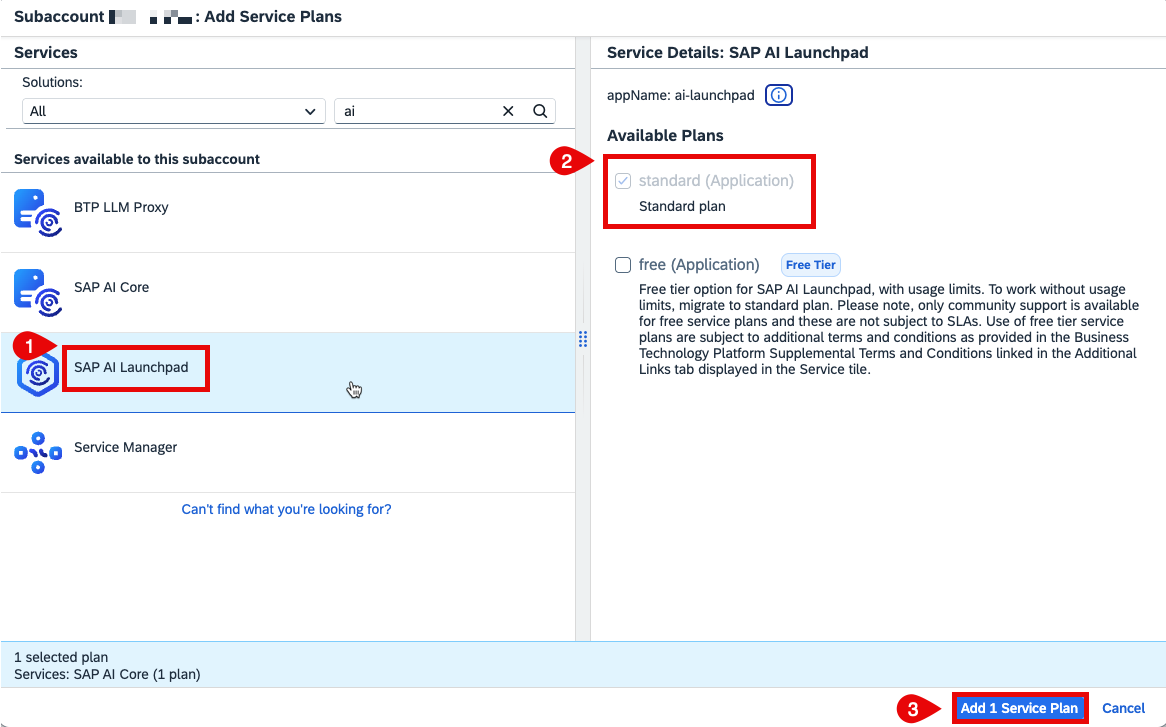 Subaccount : Add Service Plans
Services
Solutions:
All
ai
Services available to this subaccount
BTP LLM Proxy
SAP AI Core
1
SAP AI Launchpad
Service Manager
Can't find what you're looking for?
Service Details: SAP AI Launchpad
appName: ai-launchpad
Available Plans
2
standard (Application)
Standard plan
free (Application) Free Tier
Free tier option for SAP AI Launchpad, with usage limits. To work without usage
limits, migrate to standard plan. Please note, only community support is available
for free service plans and these are not subject to SLAs. Use of free tier service
plans are subject to additional terms and conditions as provided in the Business
Technology Platform Supplemental Terms and Conditions linked in the Additional
Links tab displayed in the Service tile.
1 selected plan
Services: SAP AI Core (1 plan)
3
Add 1 Service Plan
Cancel